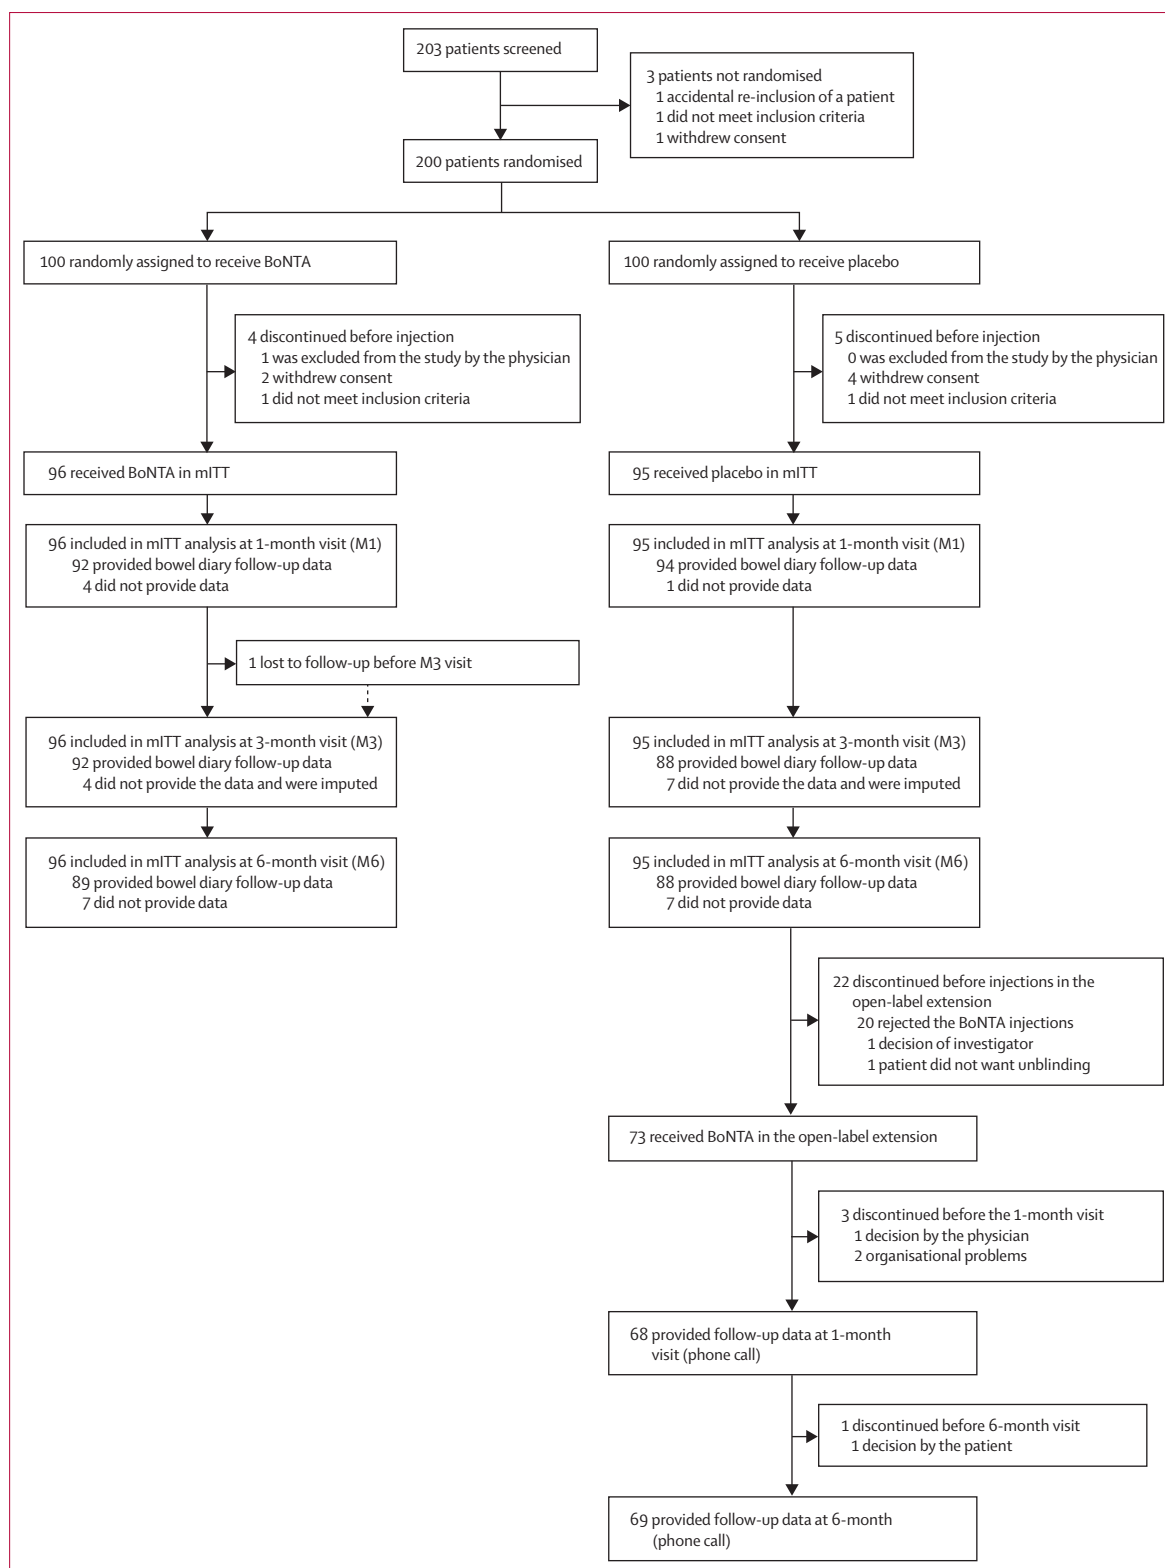 203 patients screened
3 patients not randomised
1 accidental re-inclusion of a patient
1 did not meet inclusion criteria
1 withdrew consent
200 patients randomised
100 randomly assigned to receive BoNTA
100 randomly assigned to receive placebo
4 discontinued before injection
1 was excluded from the study by the physician
2 withdrew consent
1 did not meet inclusion criteria
5 discontinued before injection
0 was excluded from the study by the physician
4 withdrew consent
1 did not meet inclusion criteria
96 received BoNTA in mITT
95 received placebo in mITT
96 included in mITT analysis at 1-month visit (M1)
92 provided bowel diary follow-up data
4 did not provide data
95 included in mITT analysis at 1-month visit (M1)
94 provided bowel diary follow-up data
1 did not provide data
1 lost to follow-up before M3 visit
96 included in mITT analysis at 3-month visit (M3)
92 provided bowel diary follow-up data
4 did not provide the data and were imputed
95 included in mITT analysis at 3-month visit (M3)
88 provided bowel diary follow-up data
7 did not provide the data and were imputed
96 included in mITT analysis at 6-month visit (M6)
89 provided bowel diary follow-up data
7 did not provide data
95 included in mITT analysis at 6-month visit (M6)
88 provided bowel diary follow-up data
7 did not provide data
22 discontinued before injections in the
open-label extension
20 rejected the BoNTA injections
1 decision of investigator
1 patient did not want unblinding
73 received BoNTA in the open-label extension
3 discontinued before the 1-month visit
1 decision by the physician
2 organisational problems
68 provided follow-up data at 1-month
visit (phone call)
1 discontinued before 6-month visit
1 decision by the patient
69 provided follow-up data at 6-month
(phone call)